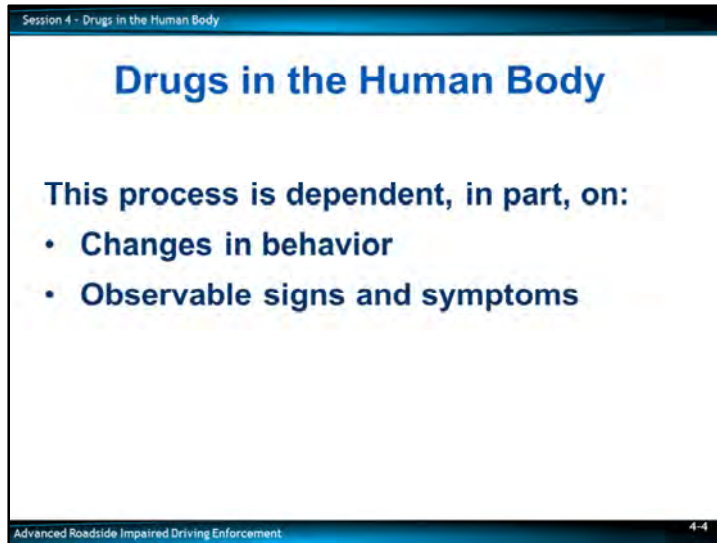 Session 4 - Drugs in the Human Body
Drugs in the Human Body
This process is dependent, in part, on:
• Changes in behavior
• Observable signs and symptoms
Advanced Roadside Impaired Driving Enforcement
4-4